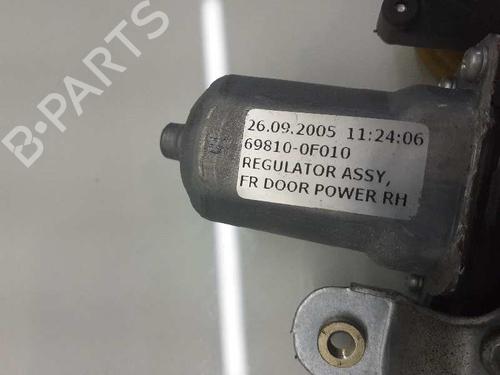 B-PARTS
26.09.2005 11:24:06
69810-0F010
REGULATOR ASSY,
FR DOOR POWER RH